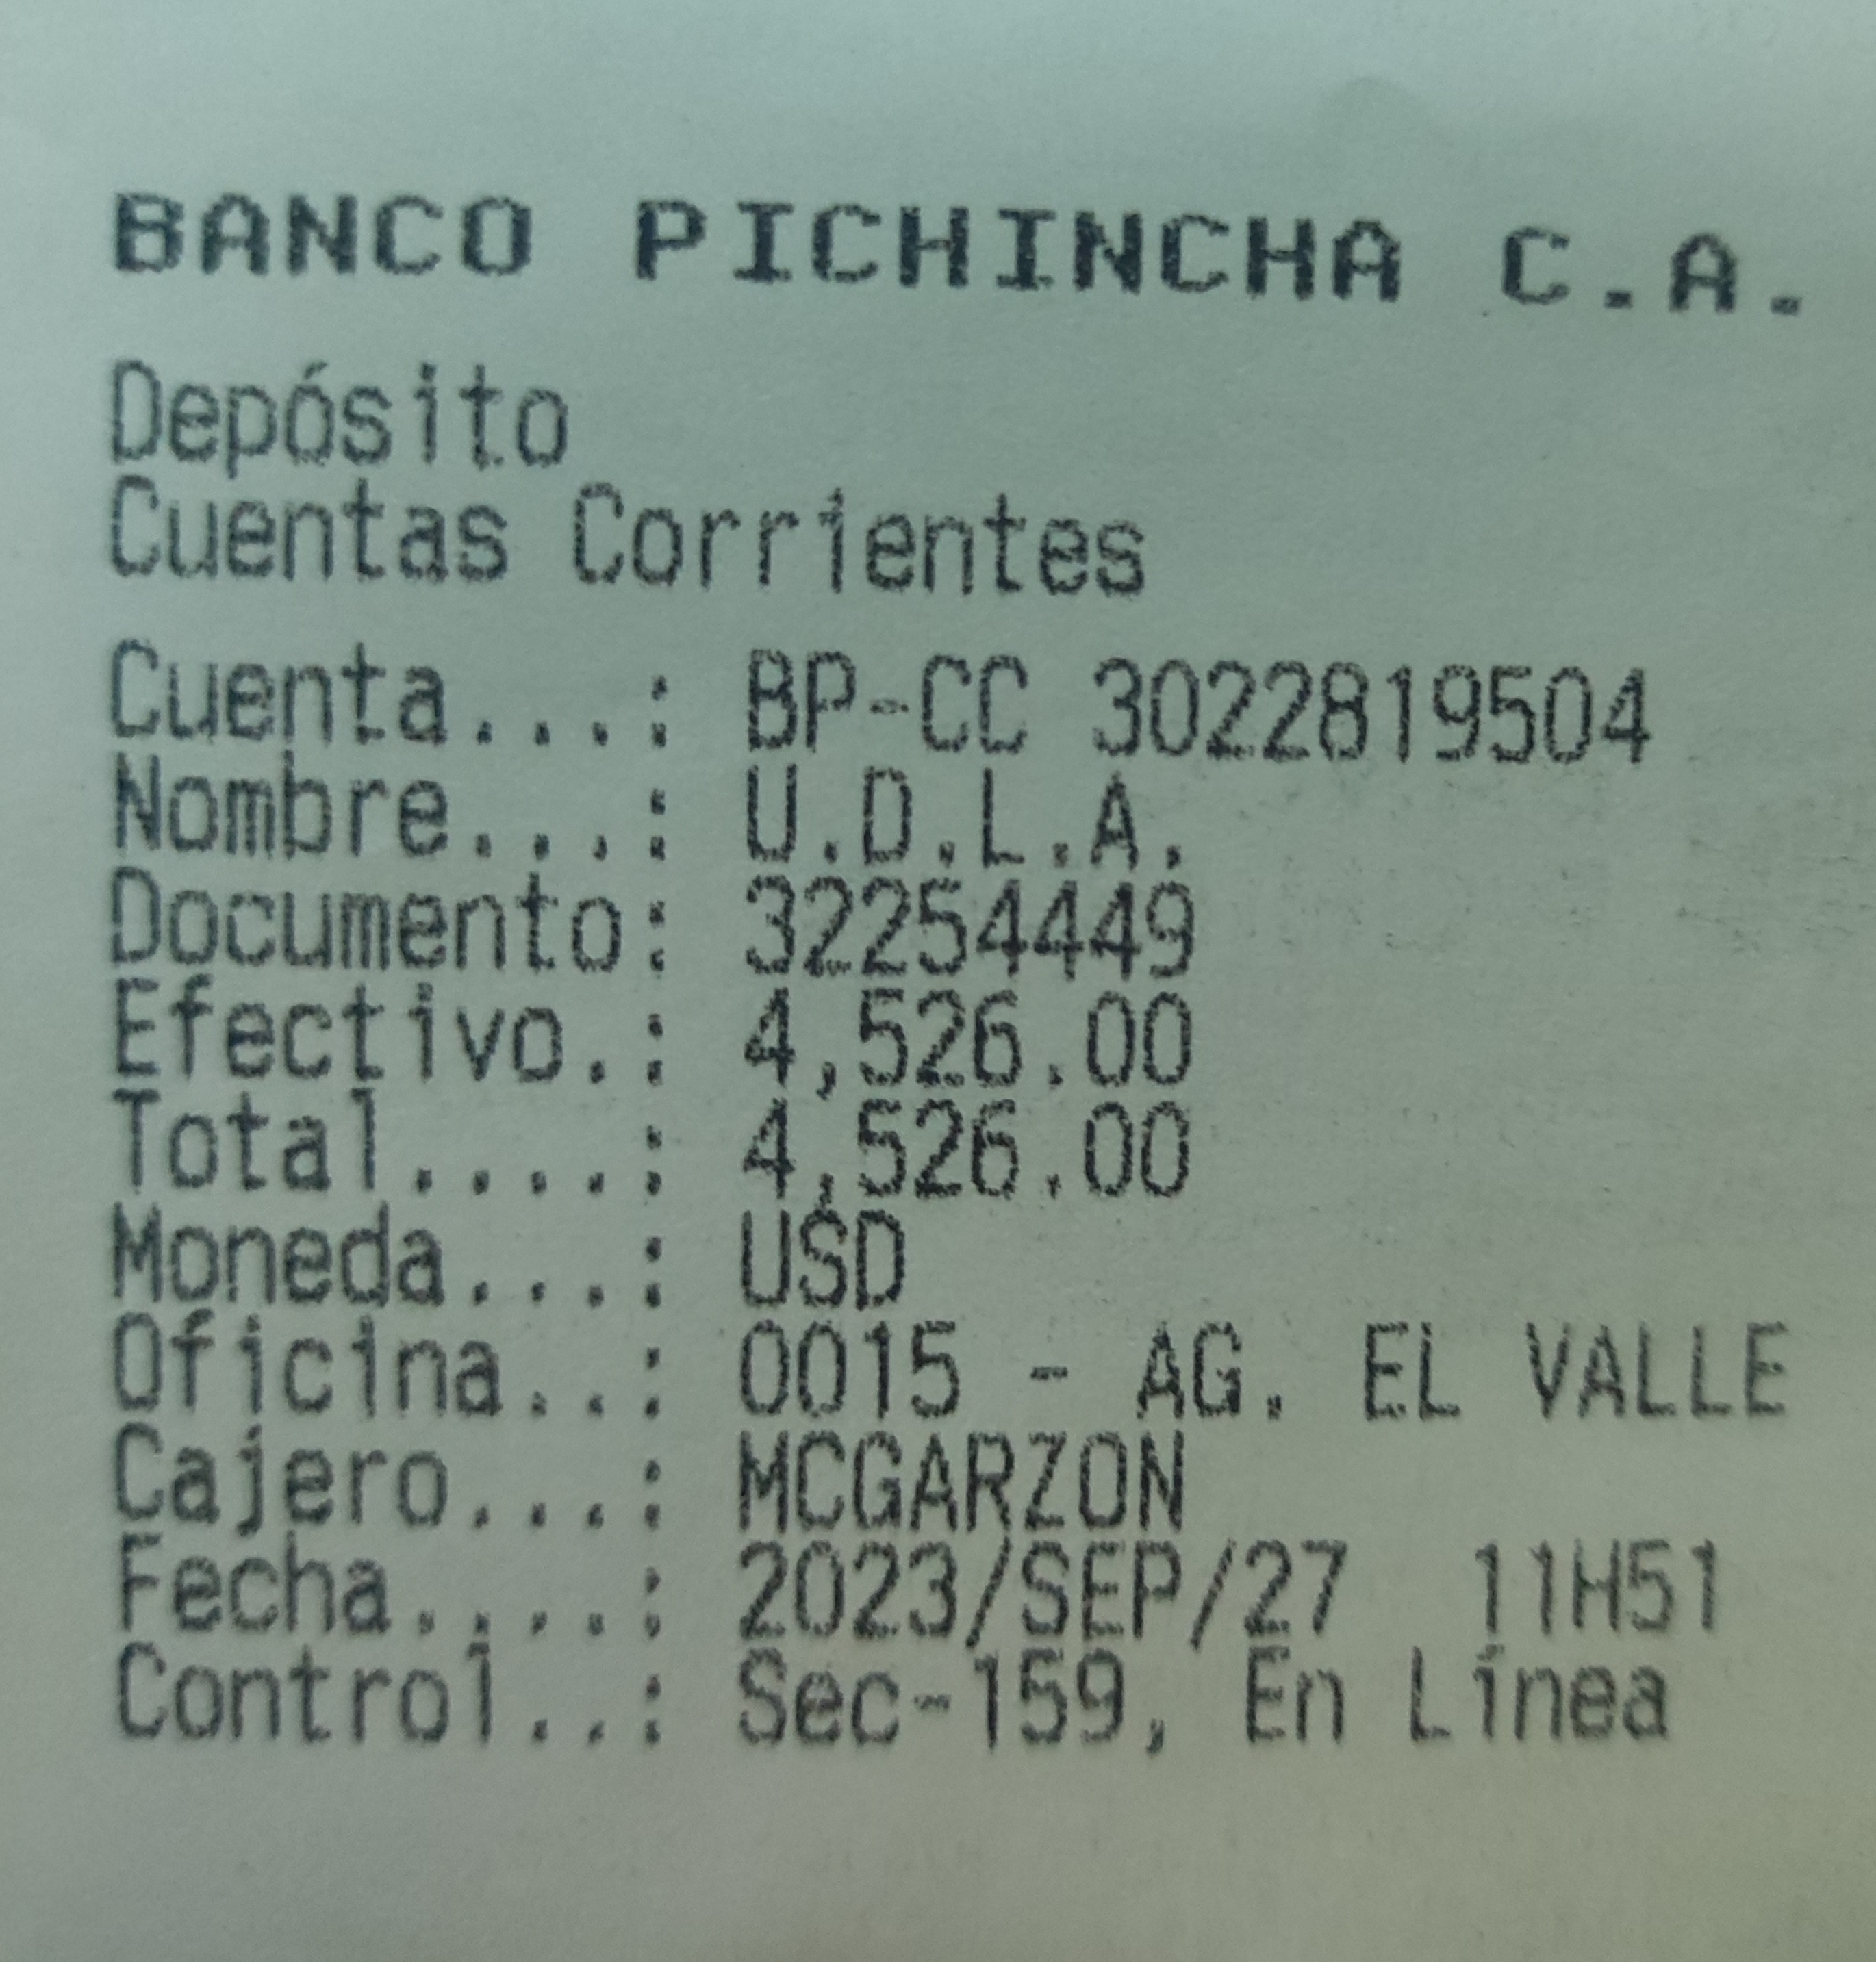 BANCO PICHINCHA C.A.
Depósito
Cuentas Corrientes
Cuenta...: BP-CC 3022819504
Nombre...: U.D.L.A.
Documento: 32254449
Efectivo.: 4,526.00
Total....: 4,526.00
Moneda...: USD
Oficina..: 0015 - AG. EL VALLE
Cajero...: MCGARZON
Fecha....: 2023/SEP/27  11H51
Control..: Sec-159, En Línea